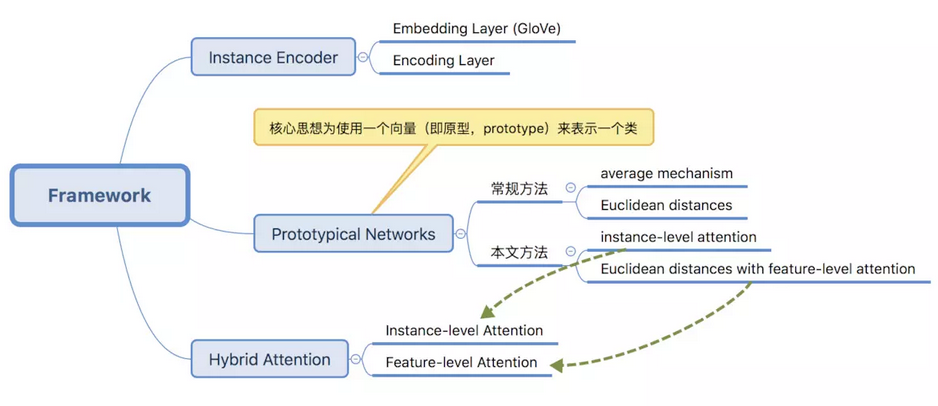 Framework
Instance Encoder
Embedding Layer (GloVe)
Encoding Layer
核心思想为使用一个向量（即原型，prototype）来表示一个类
Prototypical Networks
常规方法
average mechanism
Euclidean distances
本文方法
instance-level attention
Euclidean distances with feature-level attention
Hybrid Attention
Instance-level Attention
Feature-level Attention